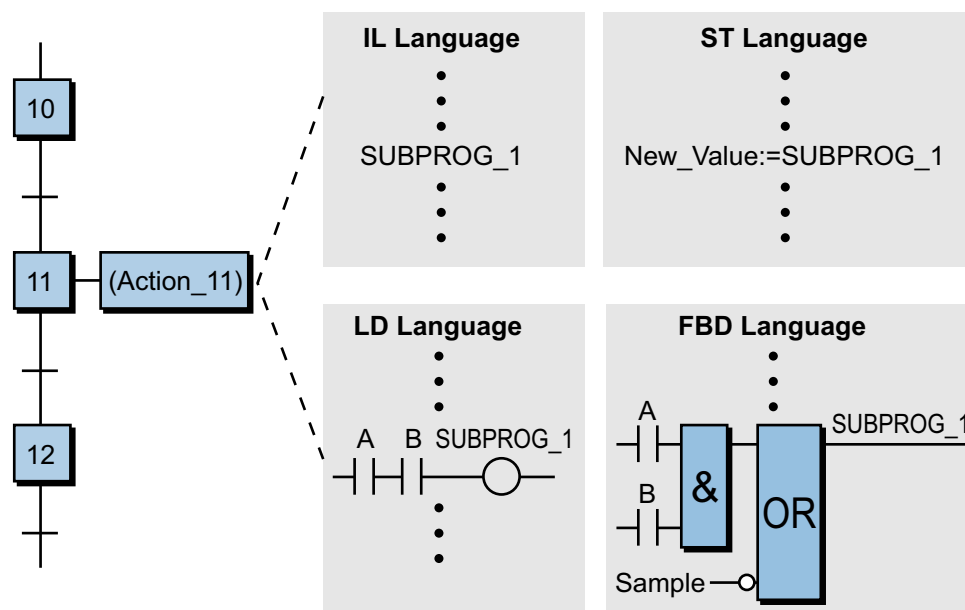 10
11
(Action_11)
12
IL Language
SUBPROG_1
ST Language
New_Value:=SUBPROG_1
LD Language
A B SUBPROG_1
FBD Language
A
SUBPROG_1
&
OR
B
Sample